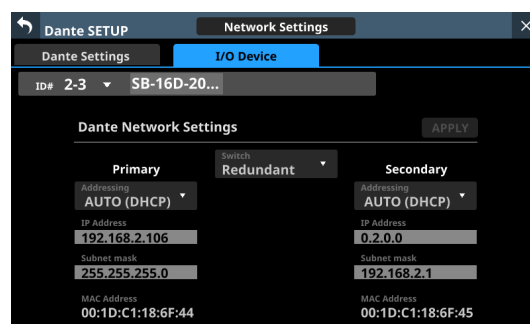 Dante SETUP
Network Settings
Dante Settings
I/O Device
ID# 2-3 SB-16D-20...
Dante Network Settings
APPLY
Primary
Switch
Redundant
Secondary
Addressing
AUTO (DHCP)
Addressing
AUTO (DHCP)
IP Address
192.168.2.106
IP Address
0.2.0.0
Subnet mask
255.255.255.0
Subnet mask
192.168.2.1
MAC Address
00:1D:C1:18:6F:44
MAC Address
00:1D:C1:18:6F:45